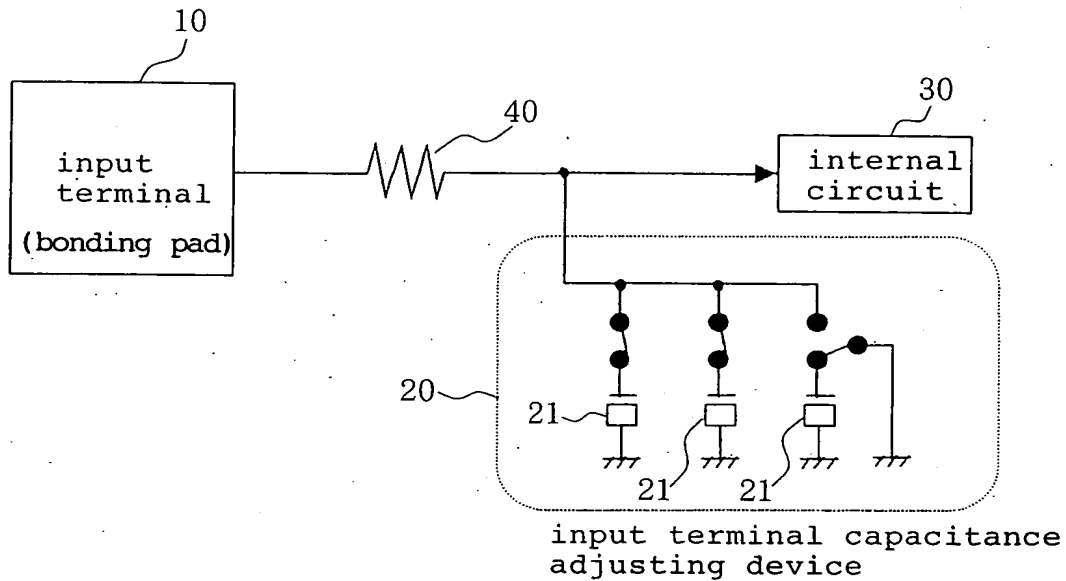 10
40
30
input
terminal
(bonding pad)
internal
circuit
20
21
21
21
input terminal capacitance
adjusting device